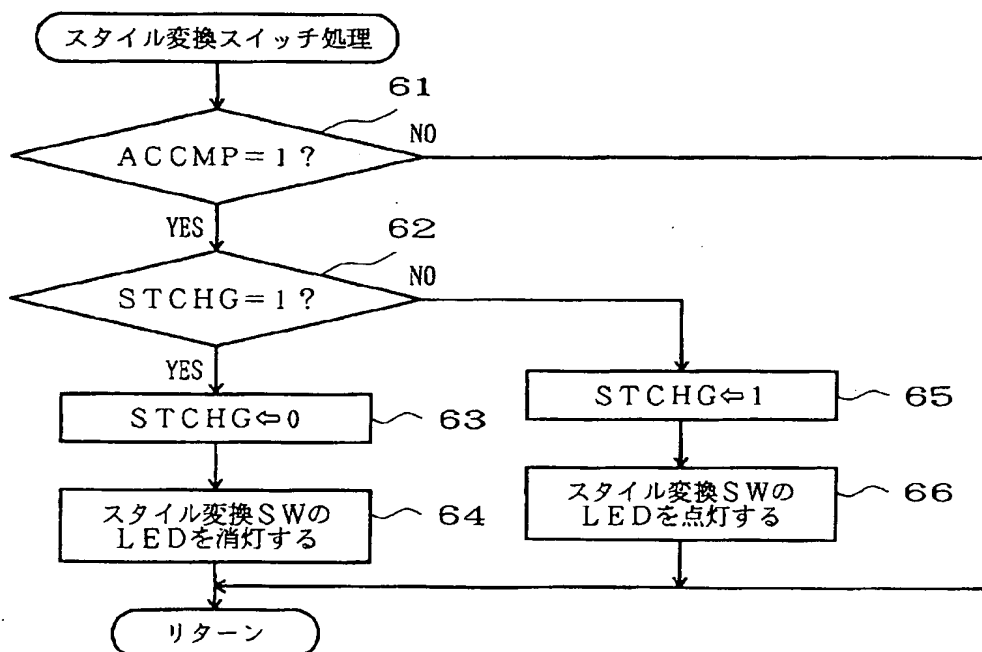 スタイル変換スイッチ処理
61
ACCMP=1?
NO
YES
62
STCHG=1?
NO
YES
STCHG⇦0
63
STCHG⇦1
65
スタイル変換SWの
LEDを消灯する
64
スタイル変換SWの
LEDを点灯する
66
リターン